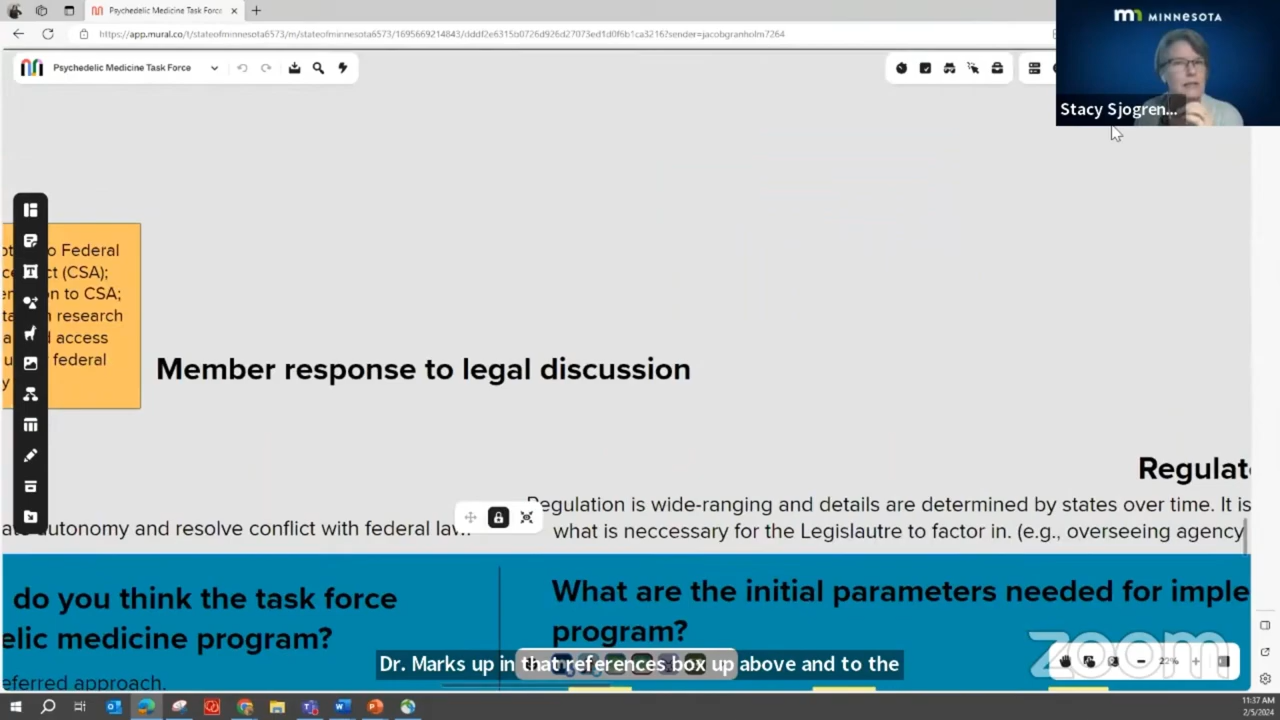 Psychedelic Medicine Task Force
https://app.mural.co/t/stateofminnesota6573/m/stateofminnesota6573/1695669214843/dddf2e6315b0726d926d27073ed1d0f6b1ca3216?sender=jacobgranholm7264
MINNESOTA
Psychedelic Medicine Task Force
Stacy Sjogren...
to Federal
ct (CSA);
n to CSA;
research
access
federal
Member response to legal discussion
Regulat
Regulation is wide-ranging and details are determined by states over time. It is
autonomy and resolve conflict with federal law.
what is neccessary for the Legislautre to factor in. (e.g., overseeing agency
do you think the task force
elic medicine program?
eferred approach.
What are the initial parameters needed for imple
program?
Dr. Marks up in that references box up above and to the
zoom
22%
11:37 AM
2/5/2024